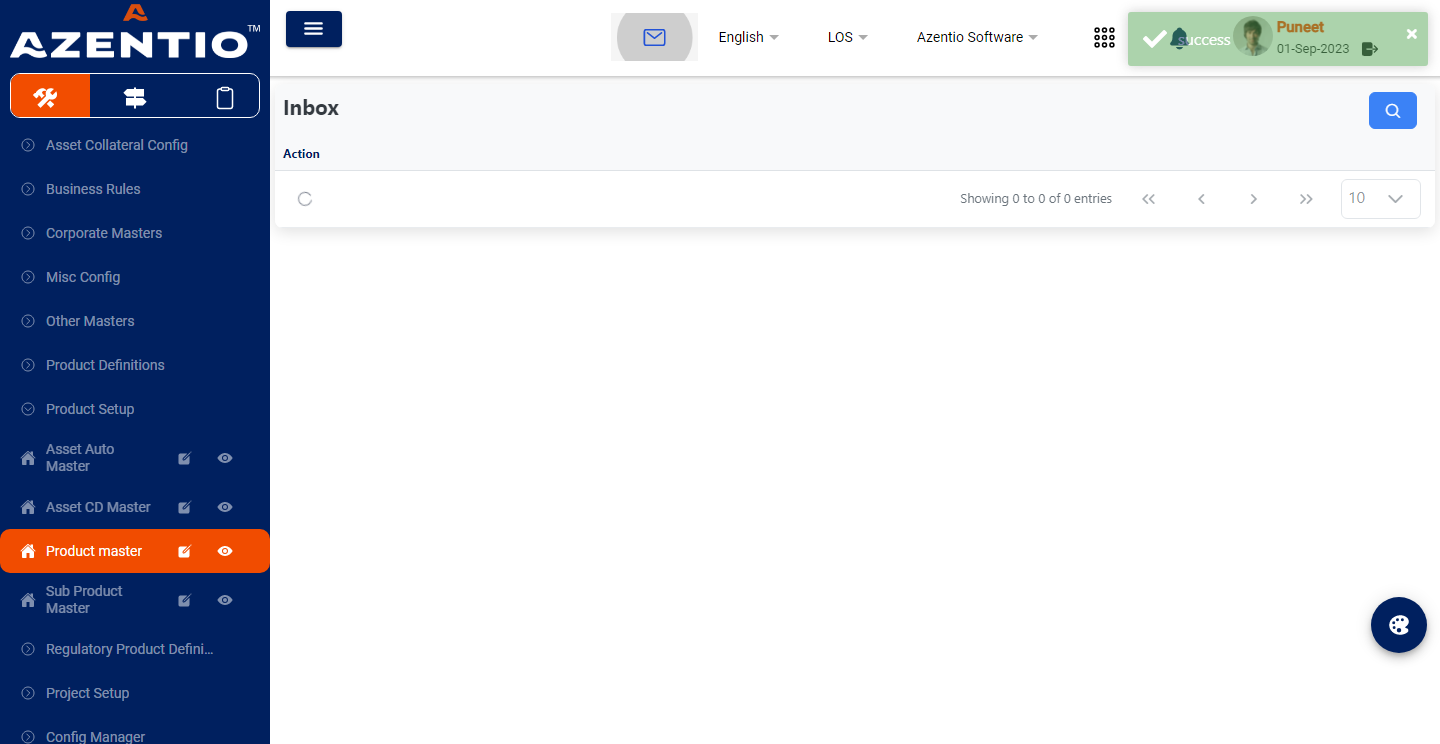 AZENTIO™
English
LOS
Azentio Software
success
Puneet
01-Sep-2023
Inbox
Action
Showing 0 to 0 of 0 entries
10
Asset Collateral Config
Business Rules
Corporate Masters
Misc Config
Other Masters
Product Definitions
Product Setup
Asset Auto
Master
Asset CD Master
Product master
Sub Product
Master
Regulatory Product Defini...
Project Setup
Config Manager